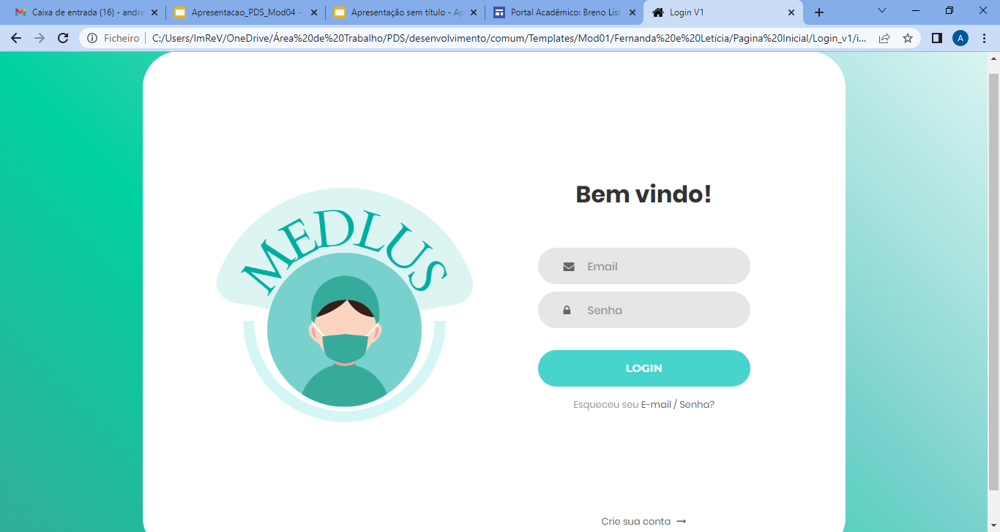 Caixa de entrada (16) - andre
Apresentacao_PDS_Mod04 -
Apresentação sem título - Ap
Portal Acadêmico: Breno Lisi
Login V1
Ficheiro
C:/Users/ImReV/OneDrive/Área%20de%20Trabalho/PDS/desenvolvimento/comum/Templates/Mod01/Fernanda%20e%20Letícia/Pagina%20Inicial/Login_v1/i...
A
MEDLUS
Bem vindo!
Email
Senha
LOGIN
Esqueceu seu E-mail / Senha?
Crie sua conta →